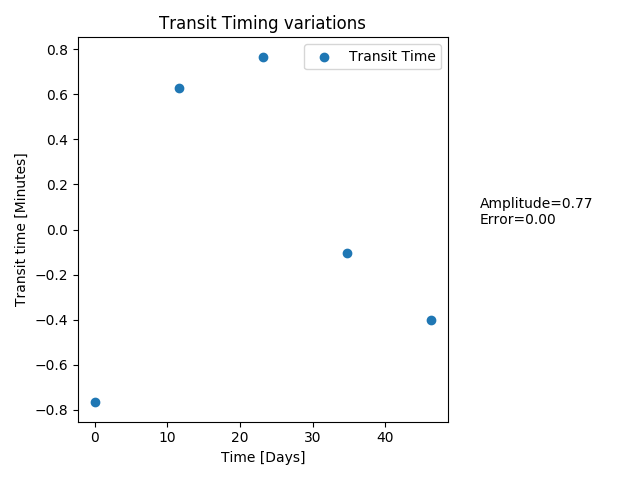 Transit Timing variations
Transit Time
0.8
0.6
0.4
0.2
0.0
−0.2
−0.4
−0.6
−0.8
Transit time [Minutes]
0
10
20
30
40
Time [Days]
Amplitude=0.77
Error=0.00